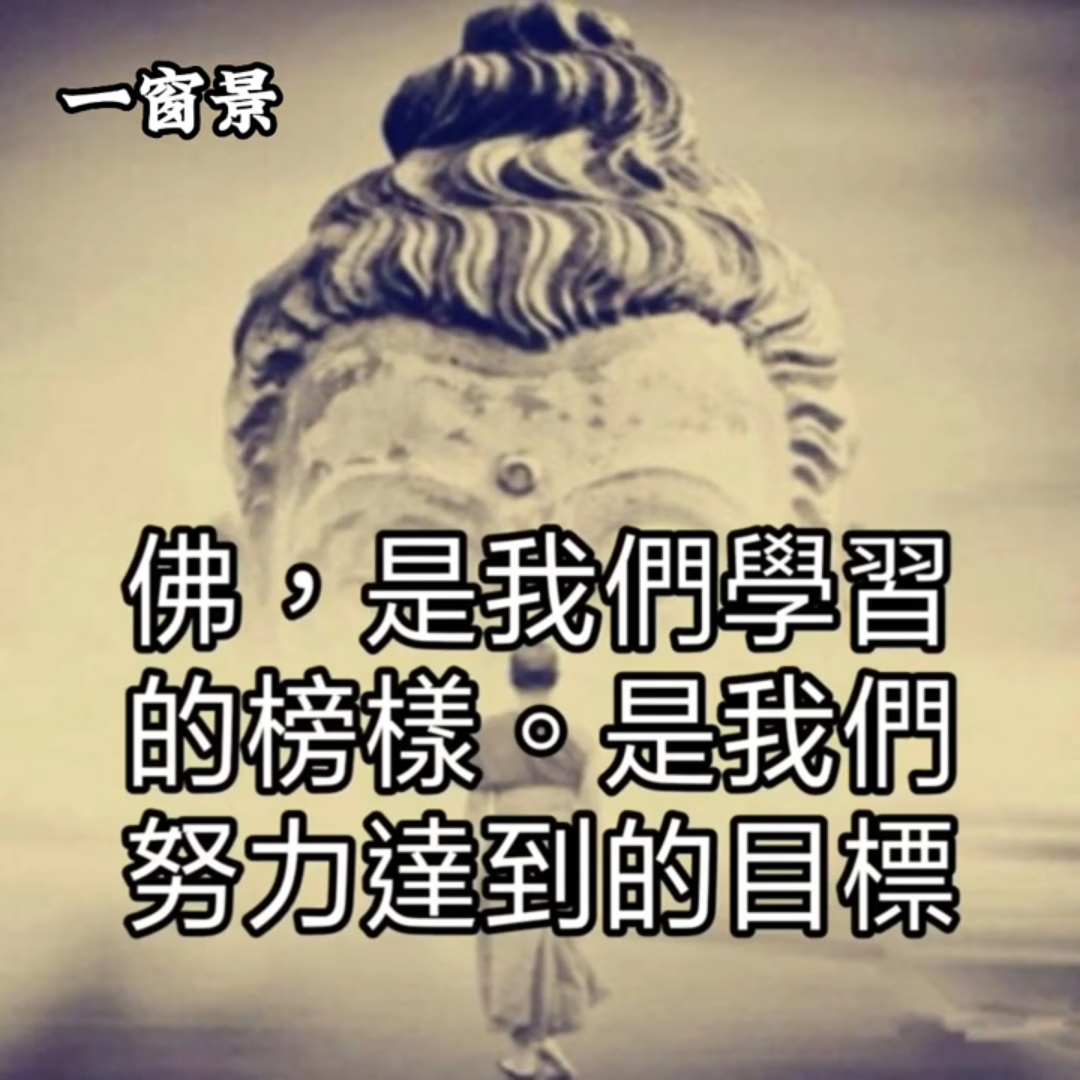 一窗景
佛，是我們學習
的榜樣。是我們
努力達到的目標